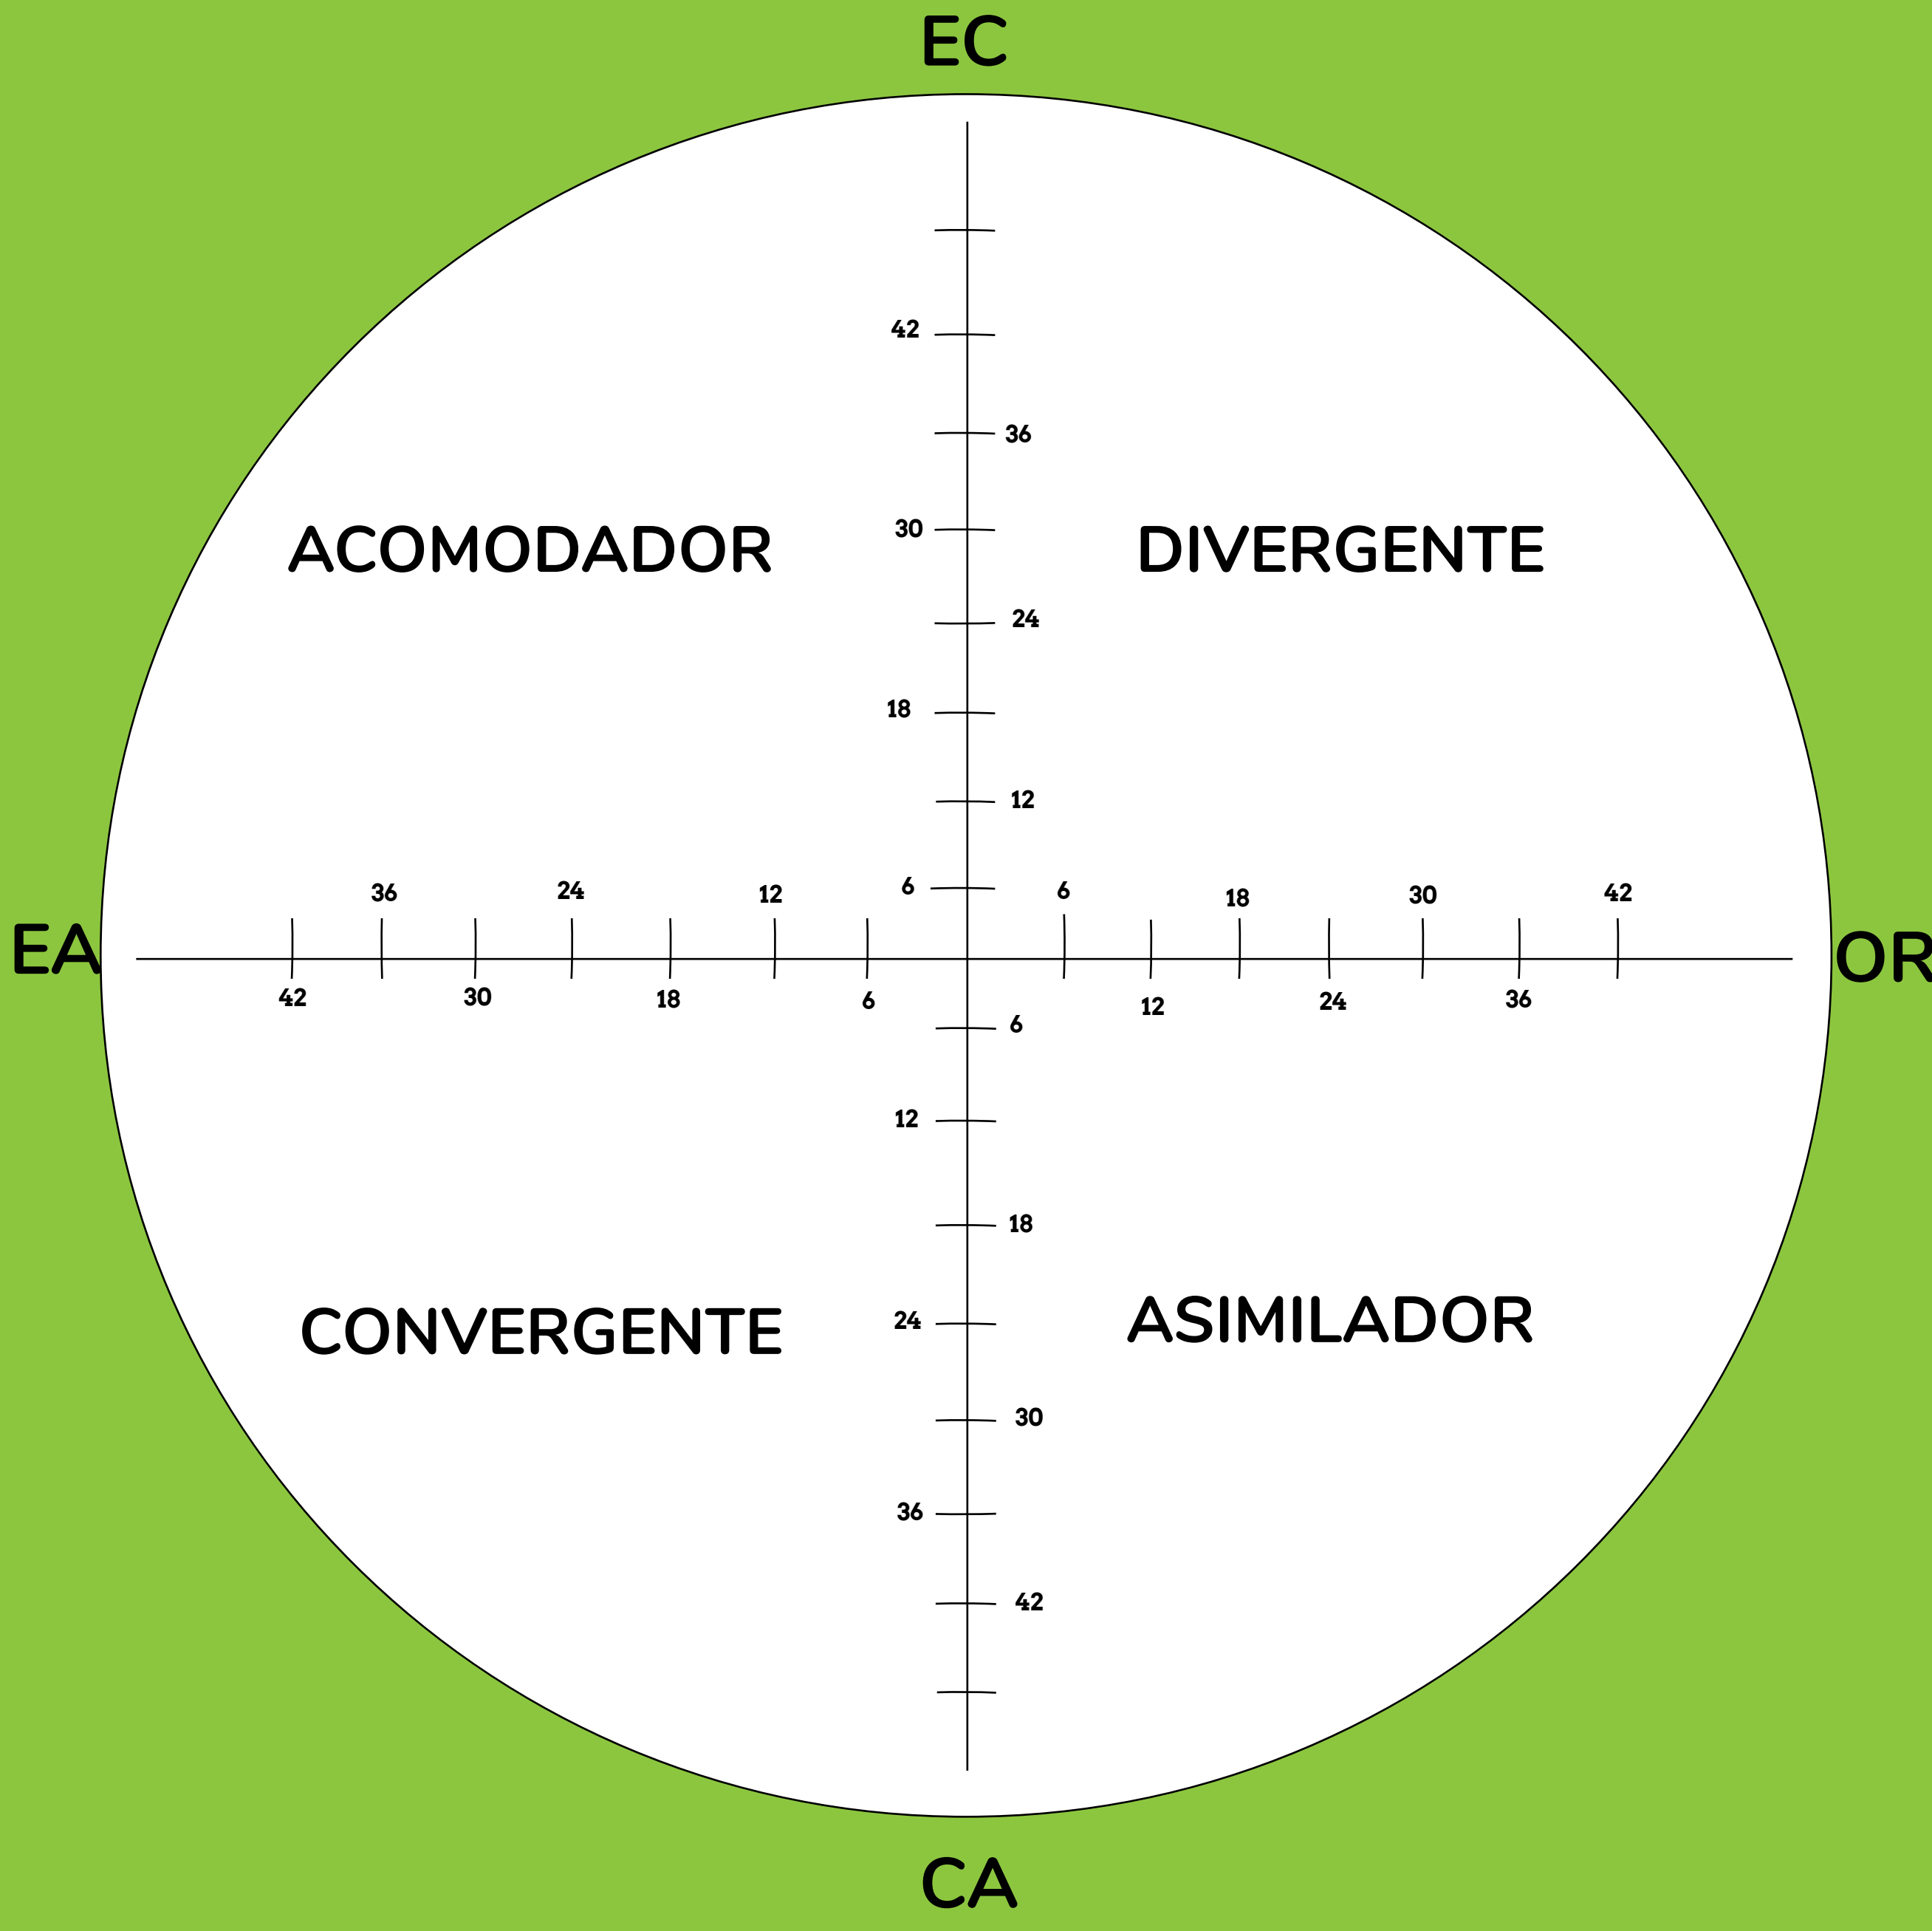 EC
42
36
30
ACOMODADOR
DIVERGENTE
24
18
12
36 24 12 6 6 18 30 42
EA
OR
42 30 18 6 12 24 36
6
12
18
24
CONVERGENTE
ASIMILADOR
30
36
42
CA